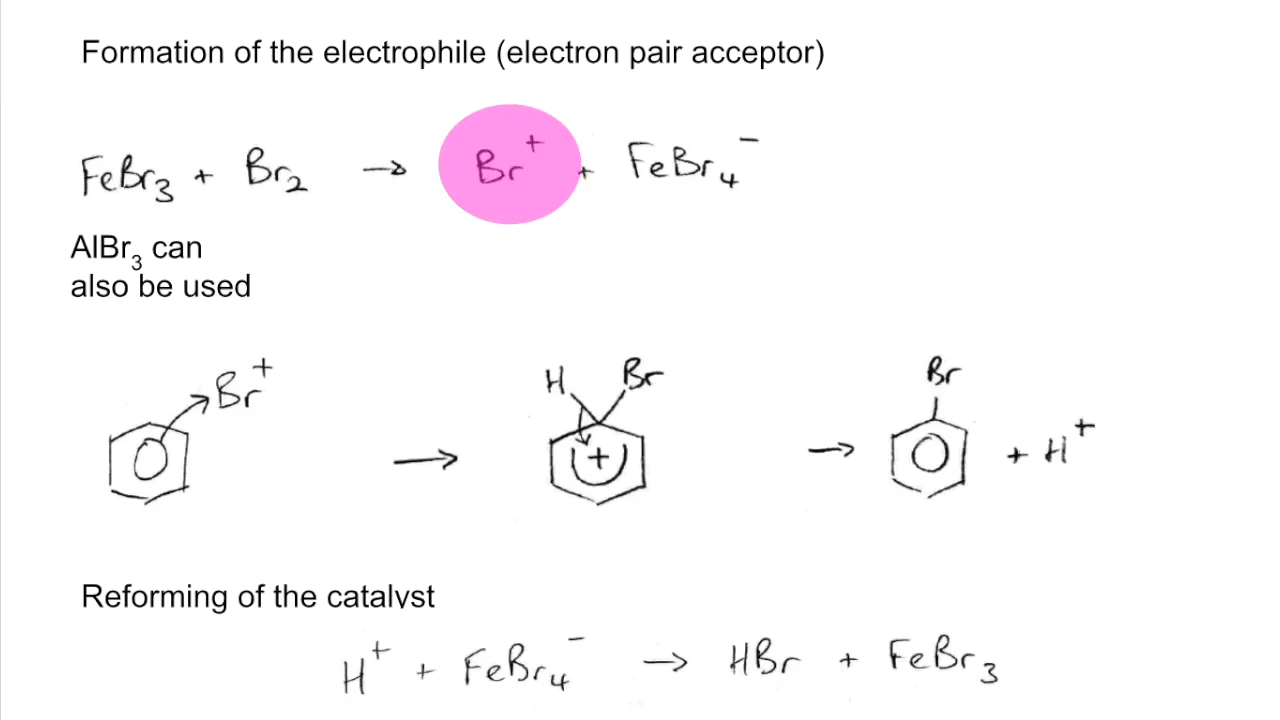 Formation of the electrophile (electron pair acceptor)
FeBr₃ + Br₂ → Br⁺ + FeBr₄⁻
AlBr₃ can
also be used
Br⁺
→
H Br
+
→
Br
+ H⁺
Reforming of the catalyst
H⁺ + FeBr₄⁻ → HBr + FeBr₃